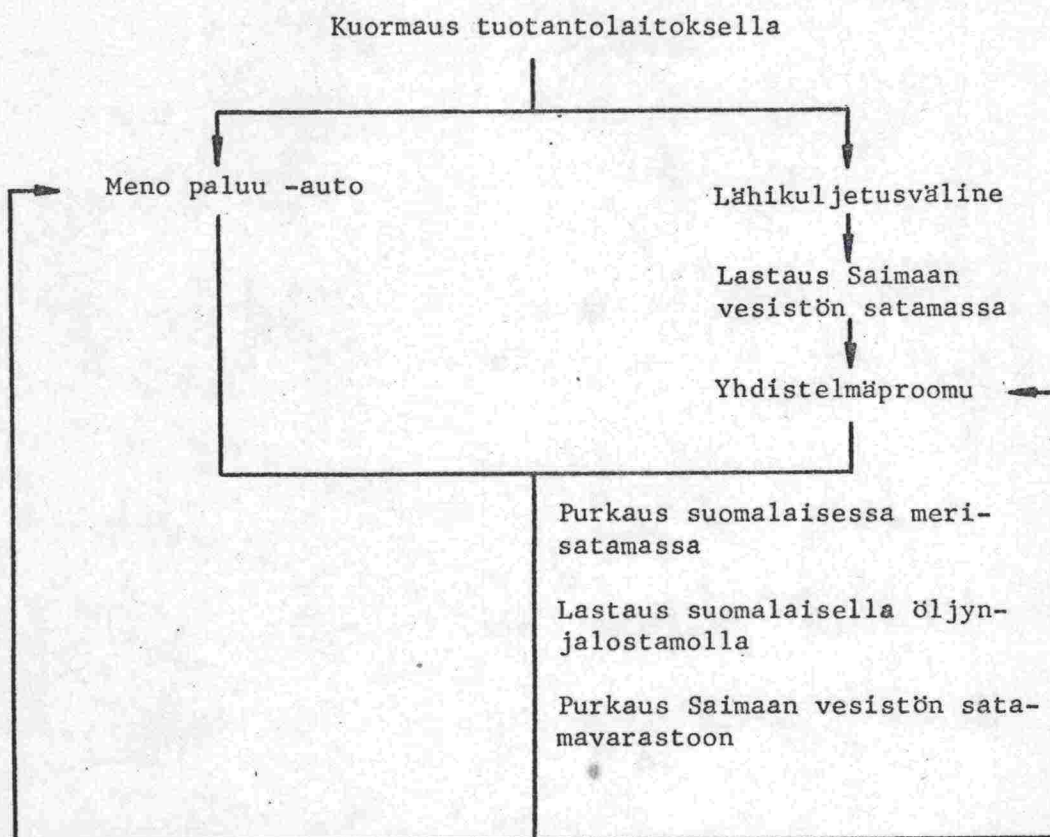 Kuormaus tuotantolaitoksella
Meno paluu -auto
Lähikuljetusväline
Lastaus Saimaan
vesistön satamassa
Yhdistelmäproomu
Purkaus suomalaisessa meri-
satamassa
Lastaus suomalaisella öljyn-
jalostamolla
Purkaus Saimaan vesistön sata-
mavarastoon